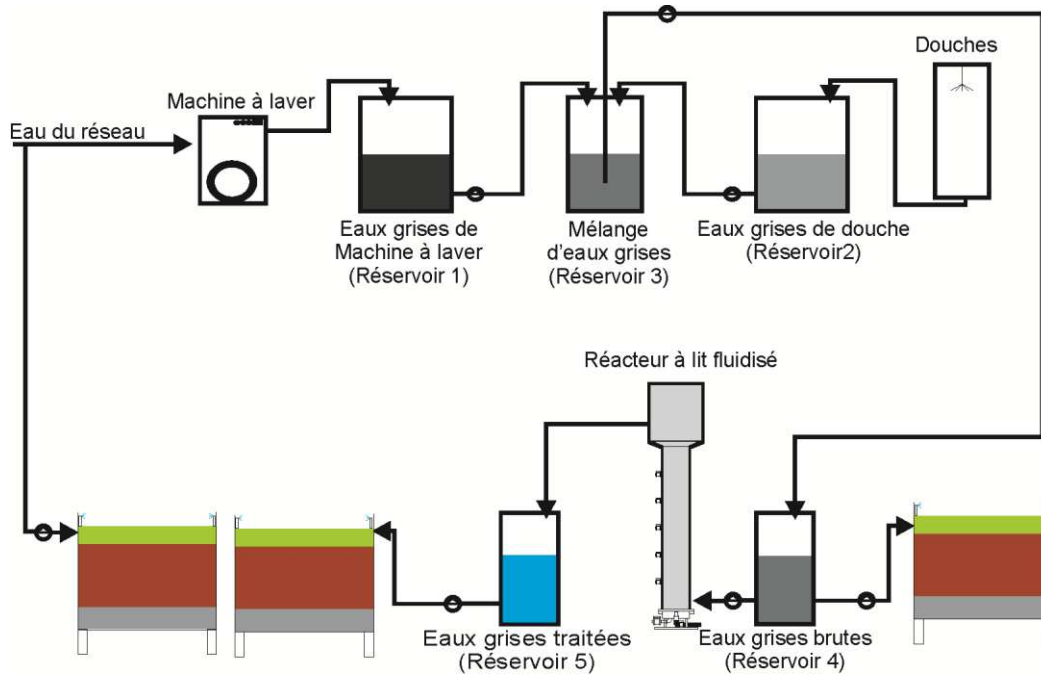 Douches
Machine à laver
Eau du réseau
Eaux grises de
Machine à laver
(Réservoir 1)
Mélange
d'eaux grises
(Réservoir 3)
Eaux grises de douche
(Réservoir2)
Réacteur à lit fluidisé
Eaux grises traitées
(Réservoir 5)
Eaux grises brutes
(Réservoir 4)